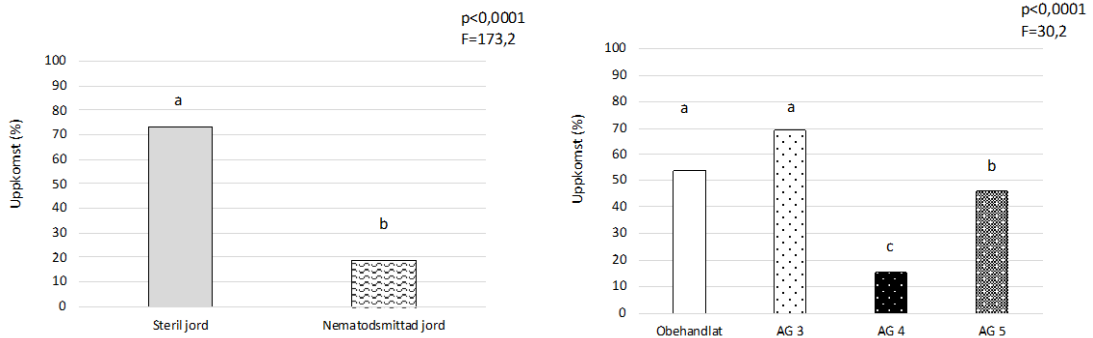 p<0,0001
F=173,2
100
90
80
70
60
50
40
30
20
10
0
Uppkomst (%)
a
b
Steril jord
Nematodsmittad jord
p<0,0001
F=30,2
100
90
80
70
60
50
40
30
20
10
0
Uppkomst (%)
a
a
c
b
Obehandlat
AG 3
AG 4
AG 5